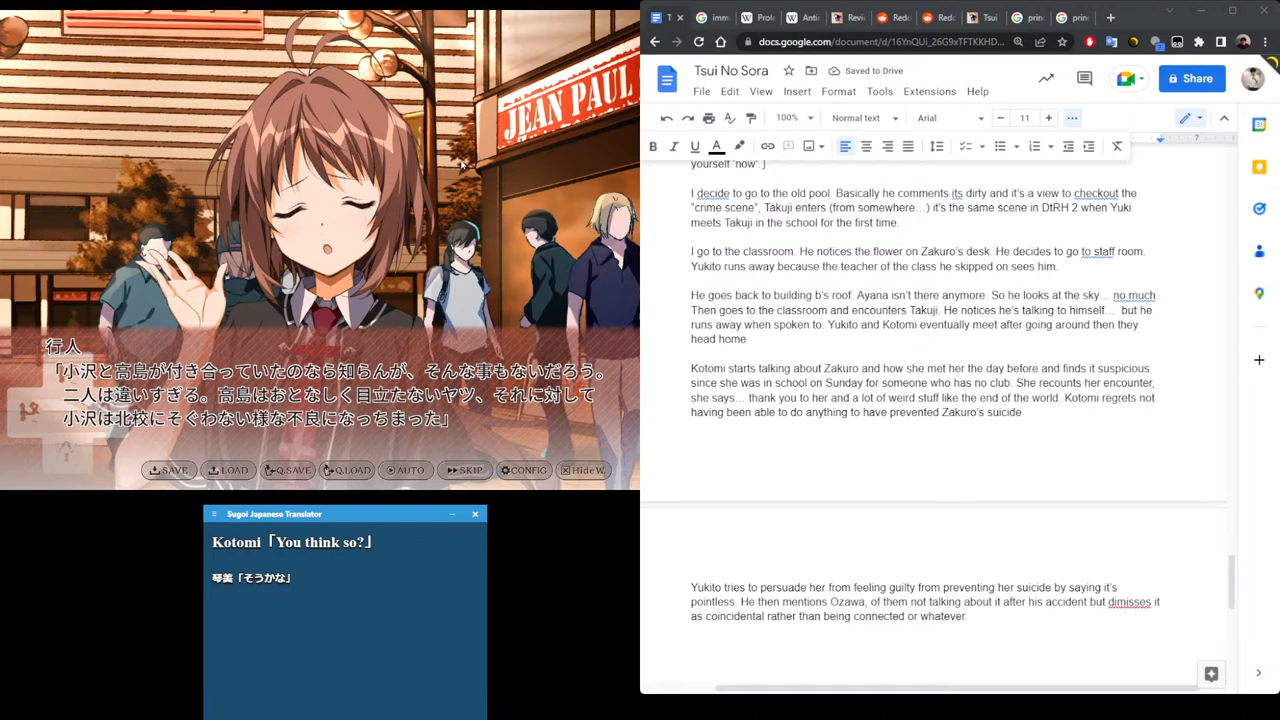 JEAN PAUL
行人
「小沢と高島が付き合っていたのなら知らんが、そんな事もないだろう。
二人は違いすぎる。高島はおとなしく目立たないヤツ、それに対して
小沢は北校にそぐわない様な不良になっちまった」
SAVE LOAD Q.SAVE Q.LOAD AUTO SKIP CONFIG HideW.
Sugoi Japanese Translator
Kotomi「You think so?」
琴美「そうかな」
T imm Prolo Anti Revie Redd Redd Tsui princ princ
docs.google.com/document/d/16YnQUi_26G9xTFTKKHD...
Tsui No Sora Saved to Drive
File Edit View Insert Format Tools Extensions Help
Share
100% Normal text Arial 11
7
yourself 'now'.]
I decide to go to the old pool. Basically he comments its dirty and it's a view to checkout the
"crime scene", Takuji enters (from somewhere…) it's the same scene in DtRH 2 when Yuki
meets Takuji in the school for the first time.
I go to the classroom. He notices the flower on Zakuro's desk. He decides to go to staff room.
Yukito runs away because the teacher of the class he skipped on sees him.
He goes back to building b's roof. Ayana isn't there anymore. So he looks at the sky… no much.
Then goes to the classroom and encounters Takuji. He notices he's talking to himself… but he
runs away when spoken to. Yukito and Kotomi eventually meet after going around then they
head home
Kotomi starts talking about Zakuro and how she met her the day before and finds it suspicious
since she was in school on Sunday for someone who has no club. She recounts her encounter,
she says… thank you to her and a lot of weird stuff like the end of the world. Kotomi regrets not
having been able to do anything to have prevented Zakuro's suicide
Yukito tries to persuade her from feeling guilty from preventing her suicide by saying it's
pointless. He then mentions Ozawa, of them not talking about it after his accident but dimisses it
as coincidental rather than being connected or whatever.